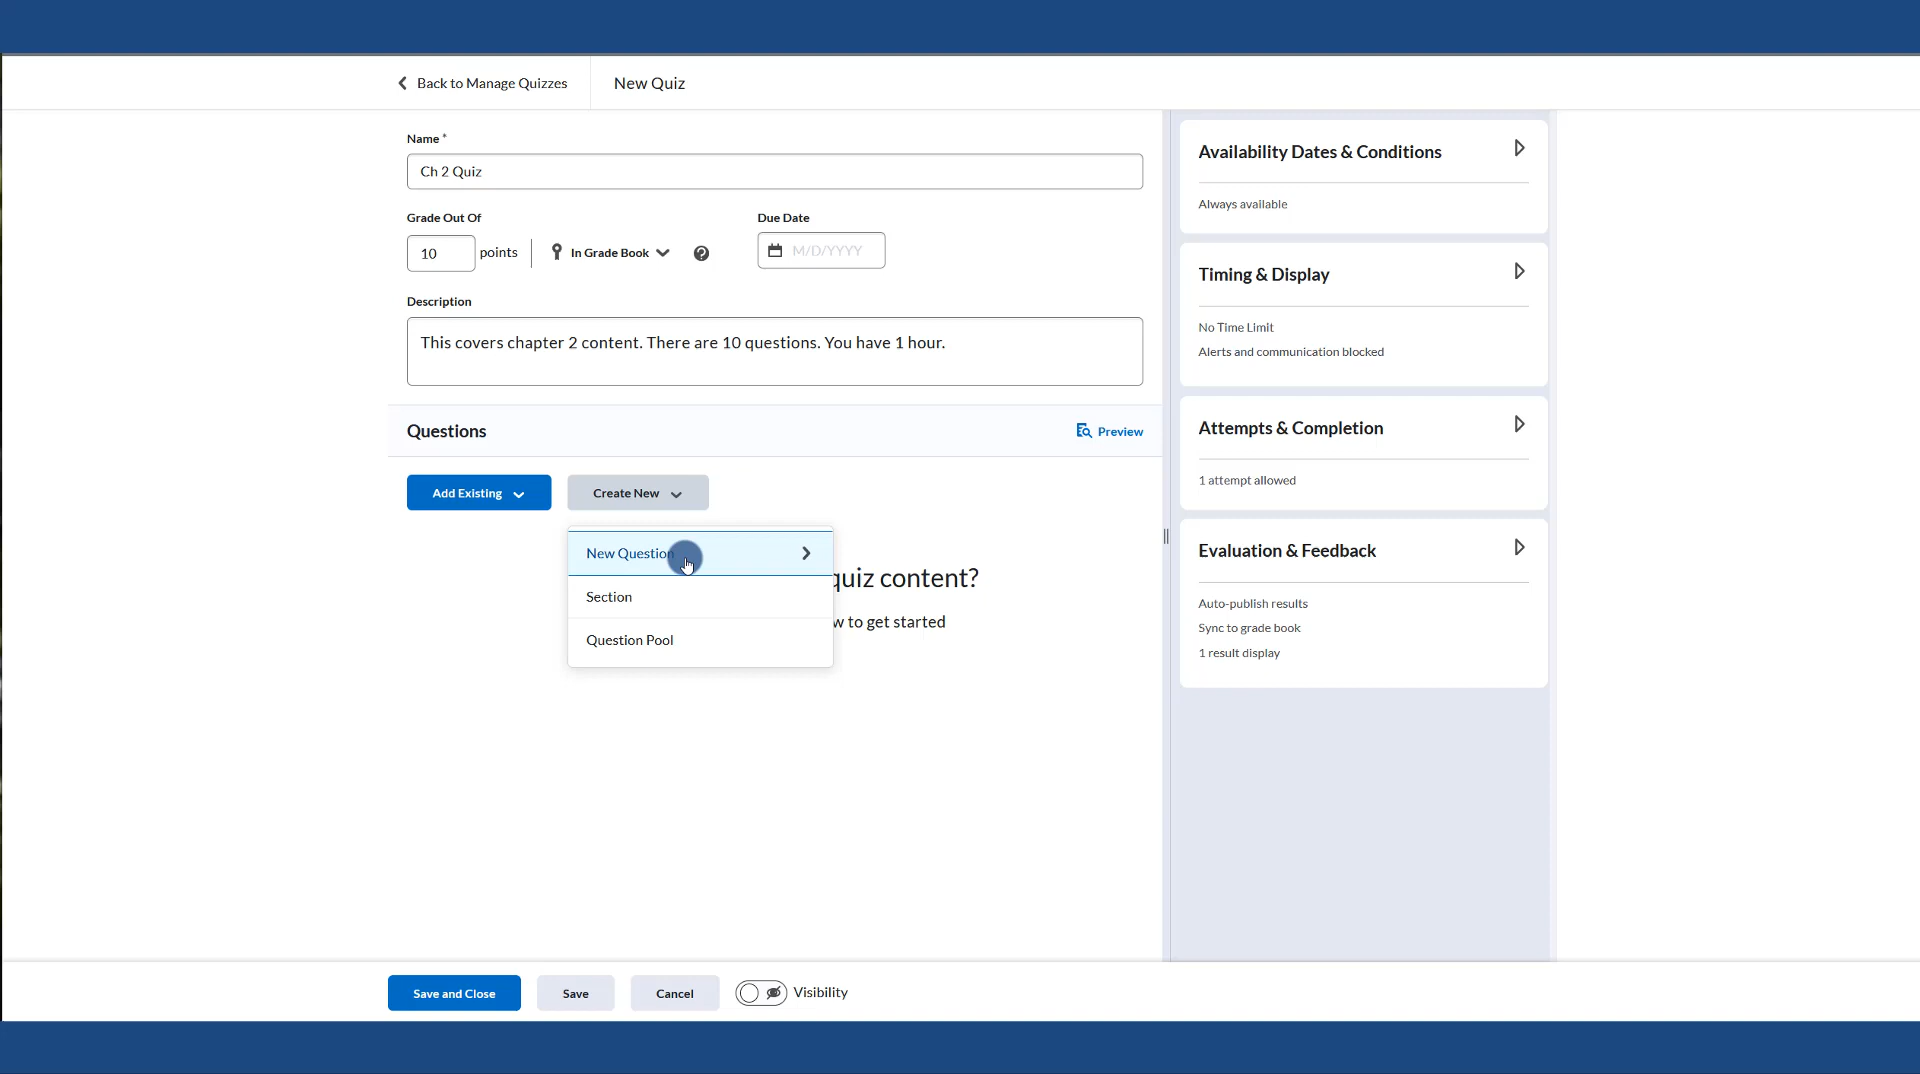 Back to Manage Quizzes
New Quiz
Name *
Ch 2 Quiz
Grade Out Of
10 points
In Grade Book
Due Date
M/D/YYYY
Description
This covers chapter 2 content. There are 10 questions. You have 1 hour.
Questions
Preview
Add Existing
Create New
New Question
Section
Question Pool
quiz content?
to get started
Availability Dates & Conditions
Always available
Timing & Display
No Time Limit
Alerts and communication blocked
Attempts & Completion
1 attempt allowed
Evaluation & Feedback
Auto-publish results
Sync to grade book
1 result display
Save and Close
Save
Cancel
Visibility